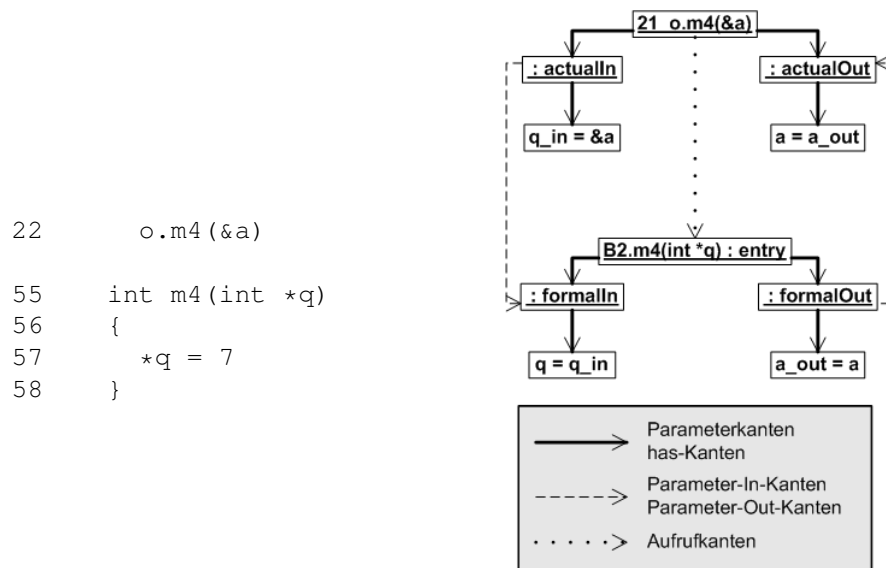 22 o.m4(&a)
55 int m4(int *q)
56 {
57 *q = 7
58 }
21 o.m4(&a)
: actualIn
: actualOut
q_in = &a
a = a_out
B2.m4(int *q) : entry
: formalIn
: formalOut
q = q_in
a_out = a
Parameterkanten
has-Kanten
Parameter-In-Kanten
Parameter-Out-Kanten
Aufrufkanten